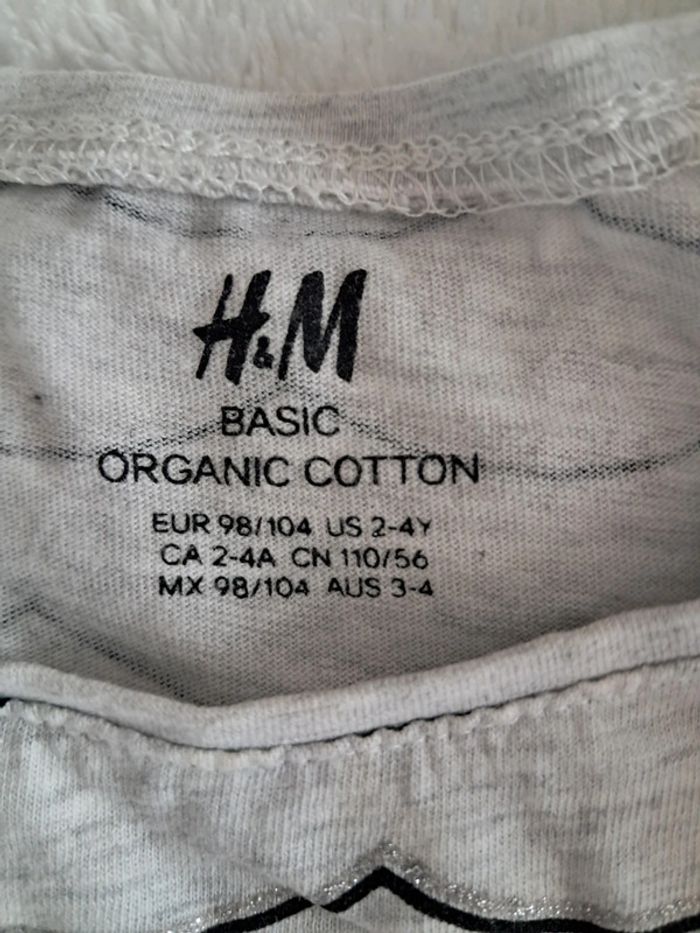 H&M
BASIC
ORGANIC COTTON
EUR 98/104 US 2-4Y
CA 2-4A CN 110/56
MX 98/104 AUS 3-4